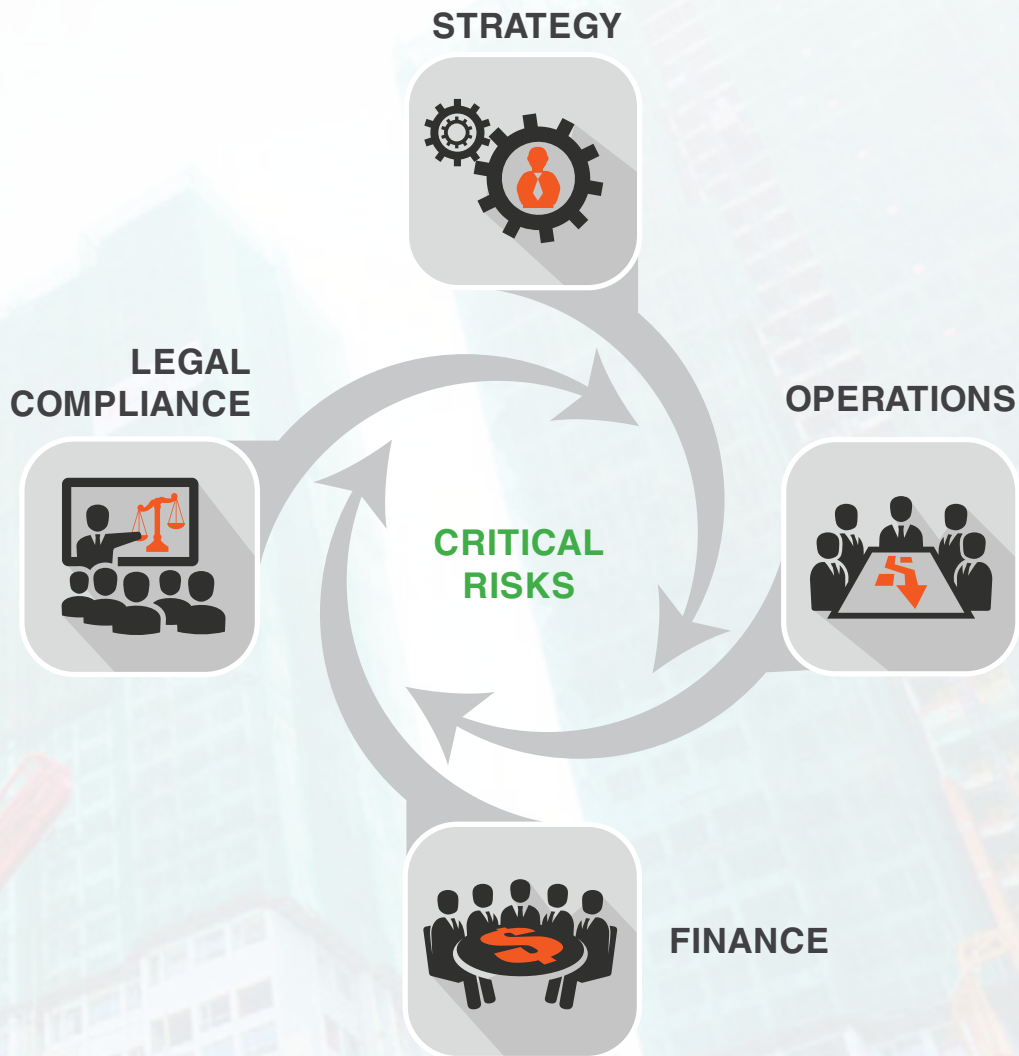 STRATEGY
LEGAL
COMPLIANCE
OPERATIONS
CRITICAL
RISKS
FINANCE